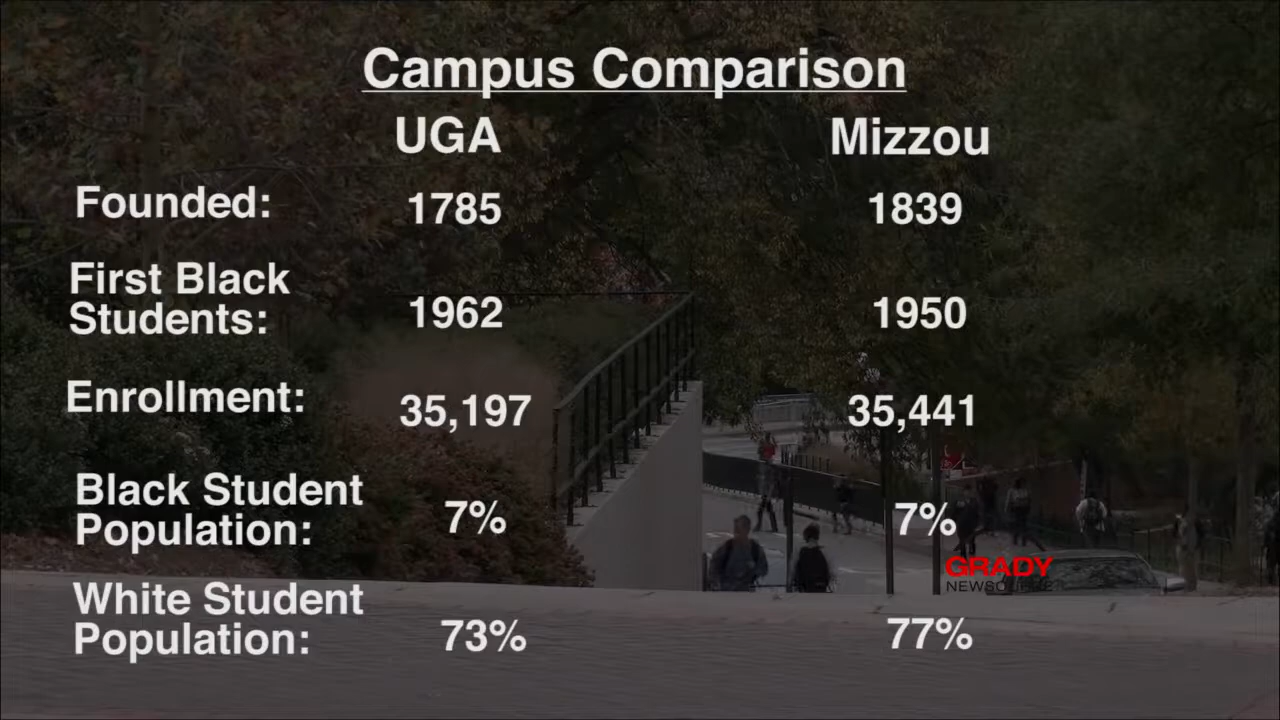 Campus Comparison
UGA Mizzou
Founded: 1785 1839
First Black
Students: 1962 1950
Enrollment: 35,197 35,441
Black Student
Population: 7% 7%
GRADY
NEWSOURCE
White Student
Population: 73% 77%